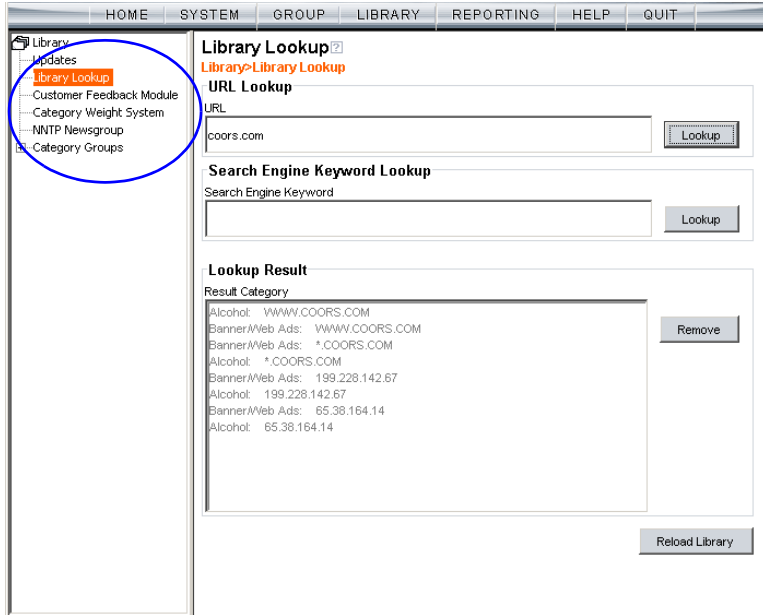 HOME SYSTEM GROUP LIBRARY REPORTING HELP QUIT
Library
Updates
Library Lookup
Customer Feedback Module
Category Weight System
NNTP Newsgroup
Category Groups
Library Lookup
Library>Library Lookup
URL Lookup
URL
coors.com
Lookup
Search Engine Keyword Lookup
Search Engine Keyword
Lookup
Lookup Result
Result Category
Alcohol: WWW.COORS.COM
Banner/Web Ads: WWW.COORS.COM
Banner/Web Ads: *.COORS.COM
Alcohol: *.COORS.COM
Banner/Web Ads: 199.228.142.67
Alcohol: 199.228.142.67
Banner/Web Ads: 65.38.164.14
Alcohol: 65.38.164.14
Remove
Reload Library